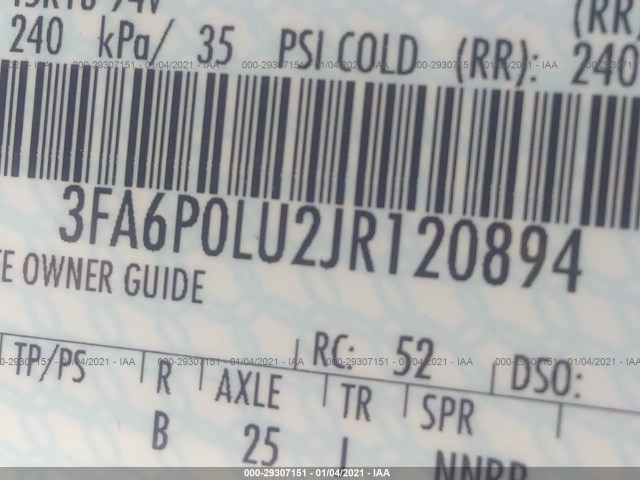 240 kPa/ 35 PSI COLD (RR): 240
3FA6P0LU2JR120894
OWNER GUIDE
RC: 52 DSO:
TP/PS R AXLE TR SPR
B 25
000-29307151 - 01/04/2021 - IAA